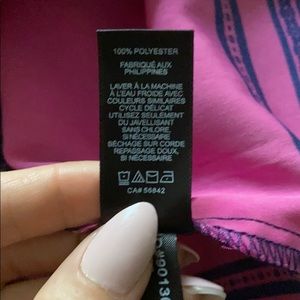 100% POLYESTER
FABRIQUÉ AUX
PHILIPPINES
LAVER À LA MACHINE
À L'EAU FROIDE AVEC
COULEURS SIMILAIRES
CYCLE DÉLICAT
UTILISEZ SEULEMENT
DU JAVELLISANT
SANS CHLORE,
SI NÉCESSAIRE
SÉCHAGE SUR CORDE
REPASSAGE DOUX,
SI NÉCESSAIRE
CA# 56842